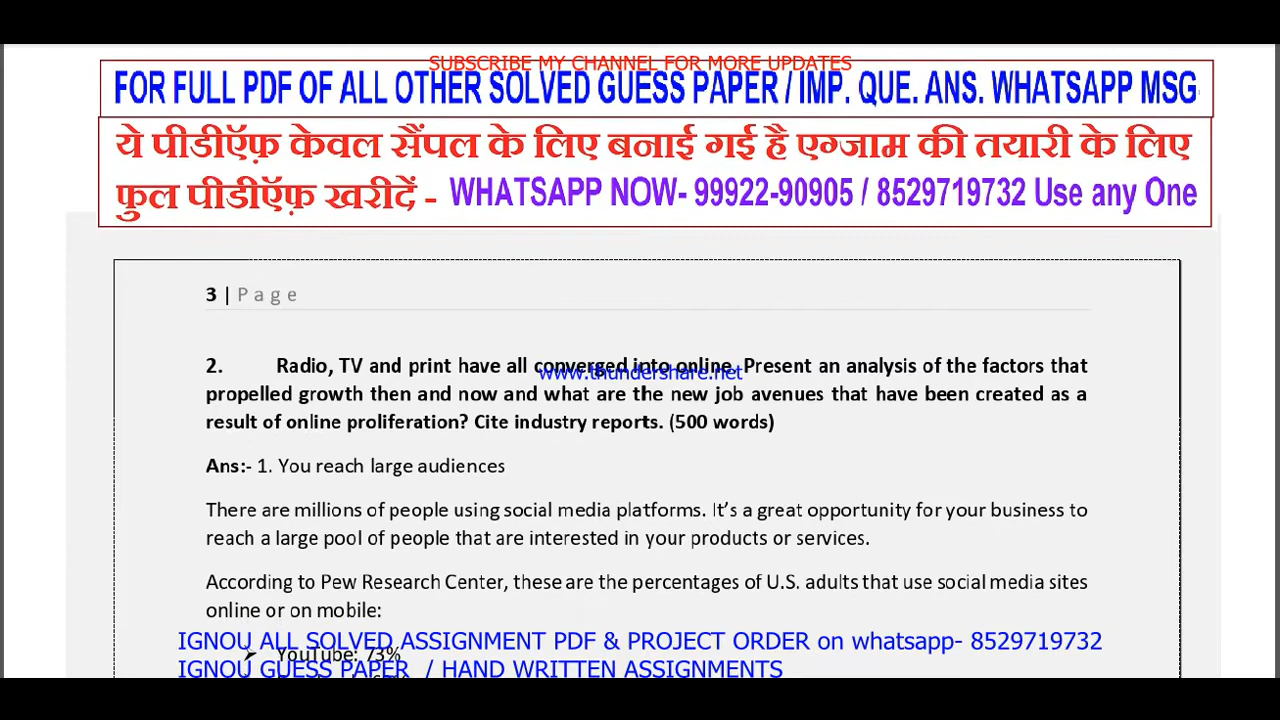 SUBSCRIBE MY CHANNEL FOR MORE UPDATES
FOR FULL PDF OF ALL OTHER SOLVED GUESS PAPER / IMP. QUE. ANS. WHATSAPP MSG
ये पीडीऍफ़ केवल सैंपल के लिए बनाई गई है एग्जाम की तयारी के लिए
फुल पीडीऍफ़ खरीदें - WHATSAPP NOW- 99922-90905 / 8529719732 Use any One
3 | Page
2. Radio, TV and print have all converged into online. Present an analysis of the factors that
www.thundershare.net
propelled growth then and now and what are the new job avenues that have been created as a
result of online proliferation? Cite industry reports. (500 words)
Ans:- 1. You reach large audiences
There are millions of people using social media platforms. It’s a great opportunity for your business to
reach a large pool of people that are interested in your products or services.
According to Pew Research Center, these are the percentages of U.S. adults that use social media sites
online or on mobile:
IGNOU ALL SOLVED ASSIGNMENT PDF & PROJECT ORDER on whatsapp- 8529719732
➤ YouTube: 73%
IGNOU GUESS PAPER / HAND WRITTEN ASSIGNMENTS